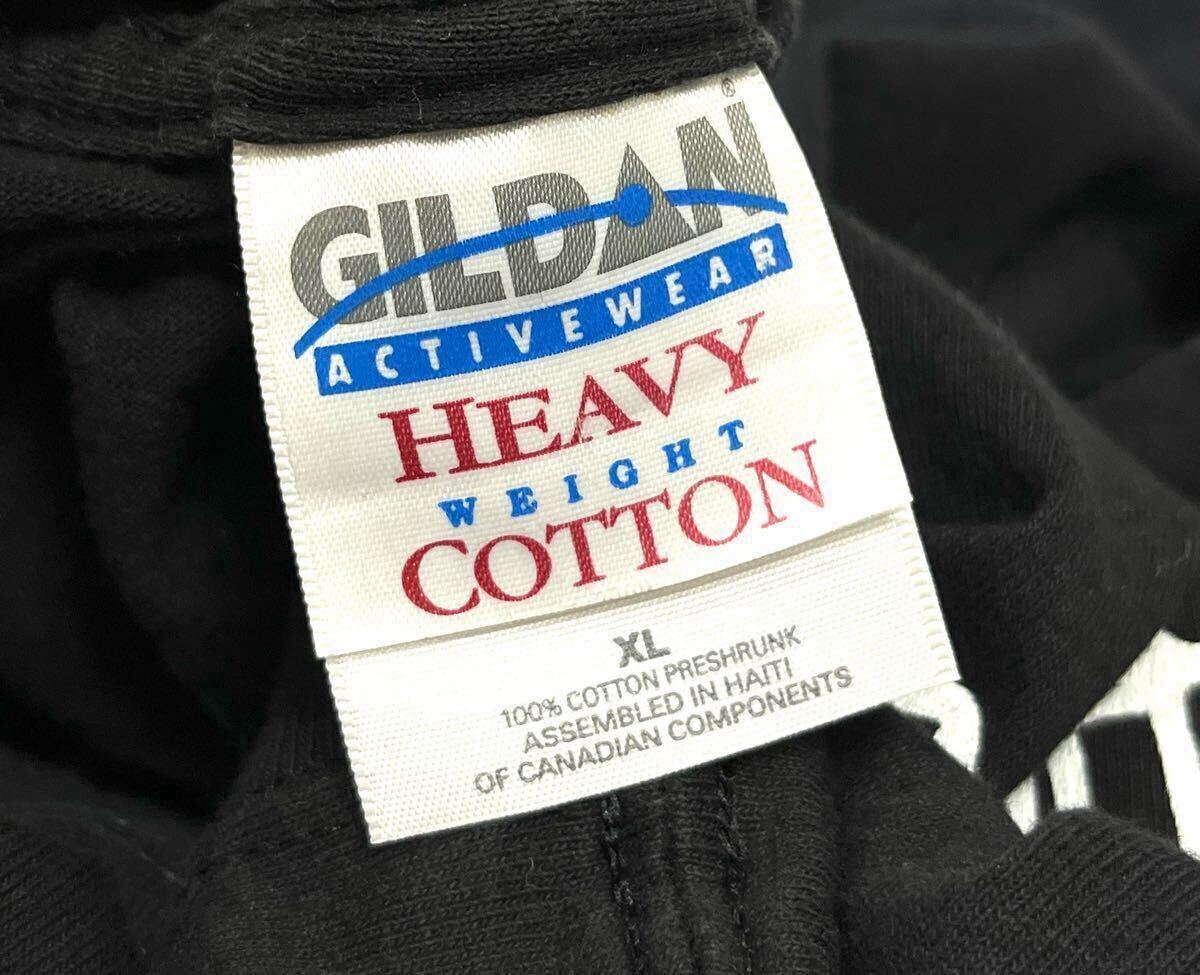 GILDAN®
ACTIVEWEAR
HEAVY
WEIGHT
COTTON
XL
100% COTTON PRESHRUNK
ASSEMBLED IN HAITI
OF CANADIAN COMPONENTS